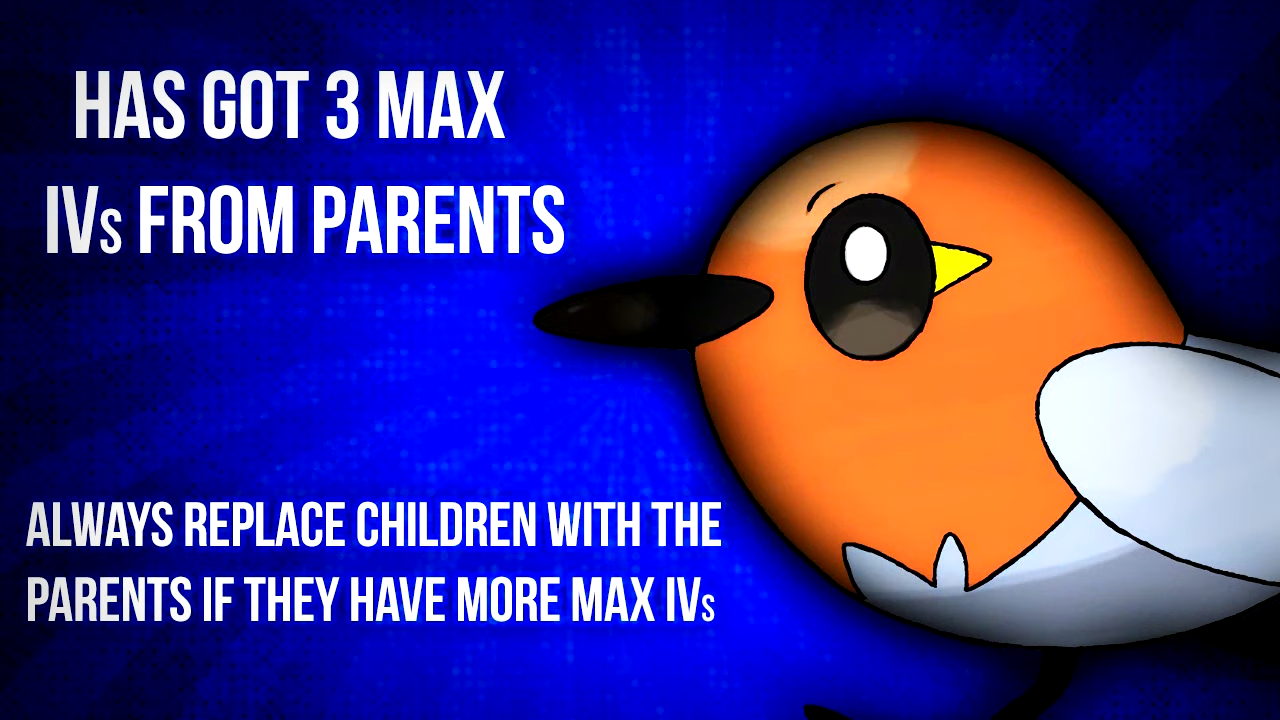 HAS GOT 3 MAX
IVs FROM PARENTS
ALWAYS REPLACE CHILDREN WITH THE
PARENTS IF THEY HAVE MORE MAX IVs